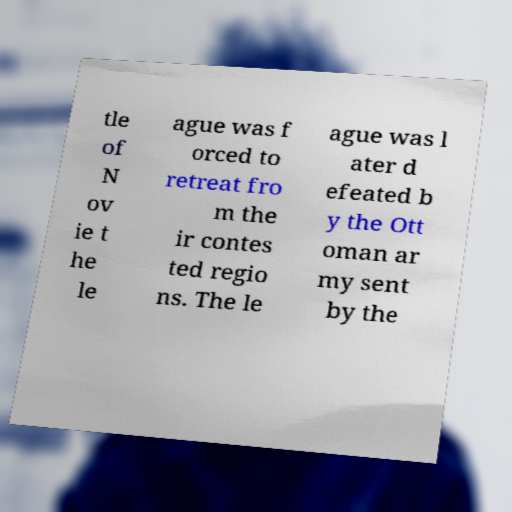 tle
of
N
ov
ie t
he
le
ague was f
orced to
retreat fro
m the
ir contes
ted regio
ns. The le
ague was l
ater d
efeated b
y the Ott
oman ar
my sent
by the